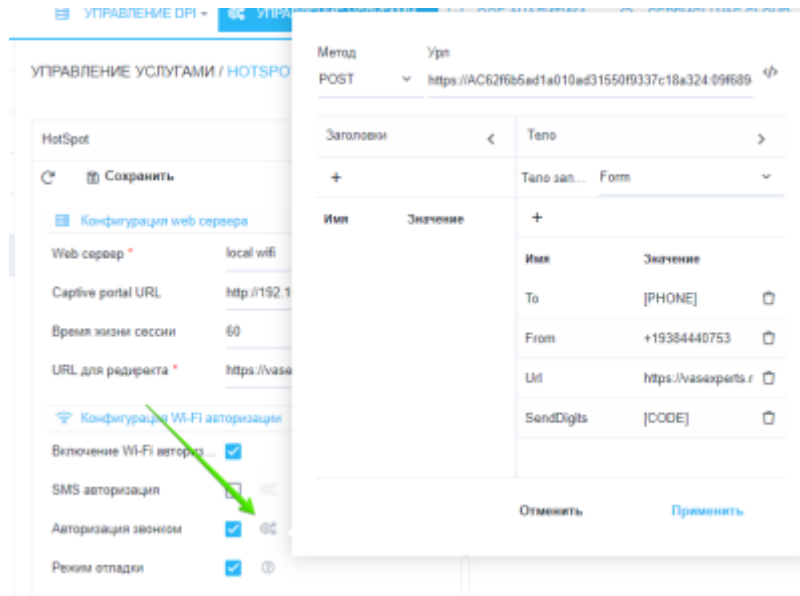 УПРАВЛЕНИЕ DPI
УПРАВЛЕНИЕ УСЛУГАМИ / HOTSPO
HotSpot
Сохранить
Конфигурация web сервера
Web сервер *
local wifi
Captive portal URL
http://192.1
Время жизни сессии
60
URL для редиректа *
https://vase
Конфигурация Wi-Fi авторизации
Включение Wi-Fi авториз...
SMS авторизация
Авторизация звонком
Режим отладки
Метод
Урл
POST
Заголовки
Имя Значение
Тело
Тело зап... Form
Имя Значение
To [PHONE]
From +19384440753
Url https://vasexperts.r
SendDigits [CODE]
Отменить Применить